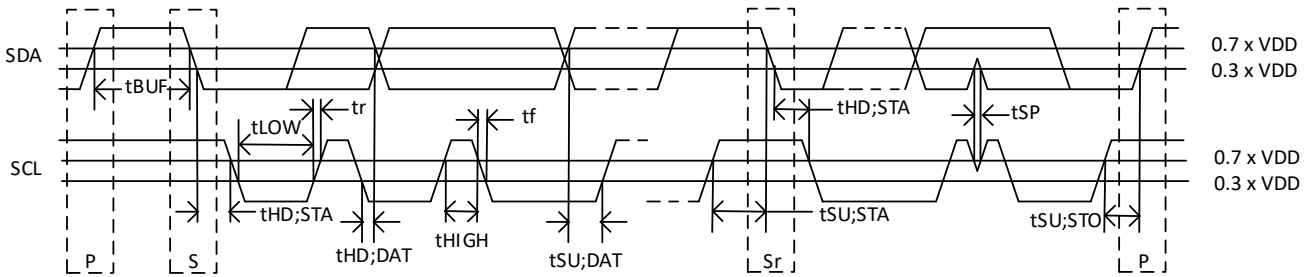 SDA
0.7 x VDD
0.3 x VDD
tBUF
tr
tf
tHD;STA
tSP
tLOW
SCL
0.7 x VDD
0.3 x VDD
tHD;STA
tHD;DAT
tHIGH
tSU;DAT
tSU;STA
tSU;STO
P
S
Sr
P